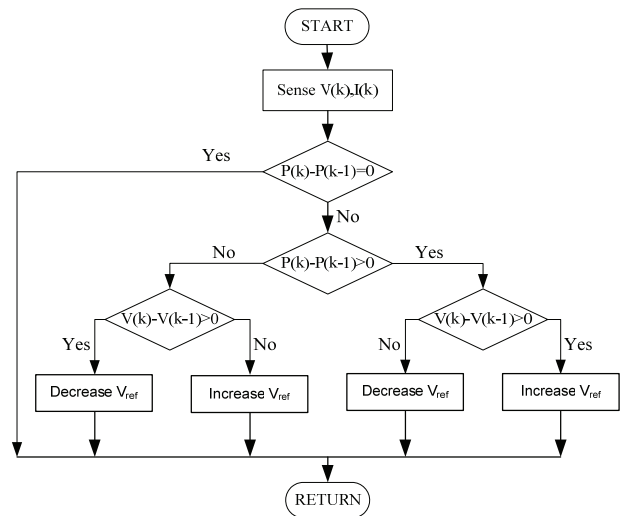 START
Sense V(k),I(k)
Yes
P(k)-P(k-1)=0
No
No
P(k)-P(k-1)>0
Yes
V(k)-V(k-1)>0
V(k)-V(k-1)>0
Yes
No
No
Yes
Decrease Vref
Increase Vref
Decrease Vref
Increase Vref
RETURN